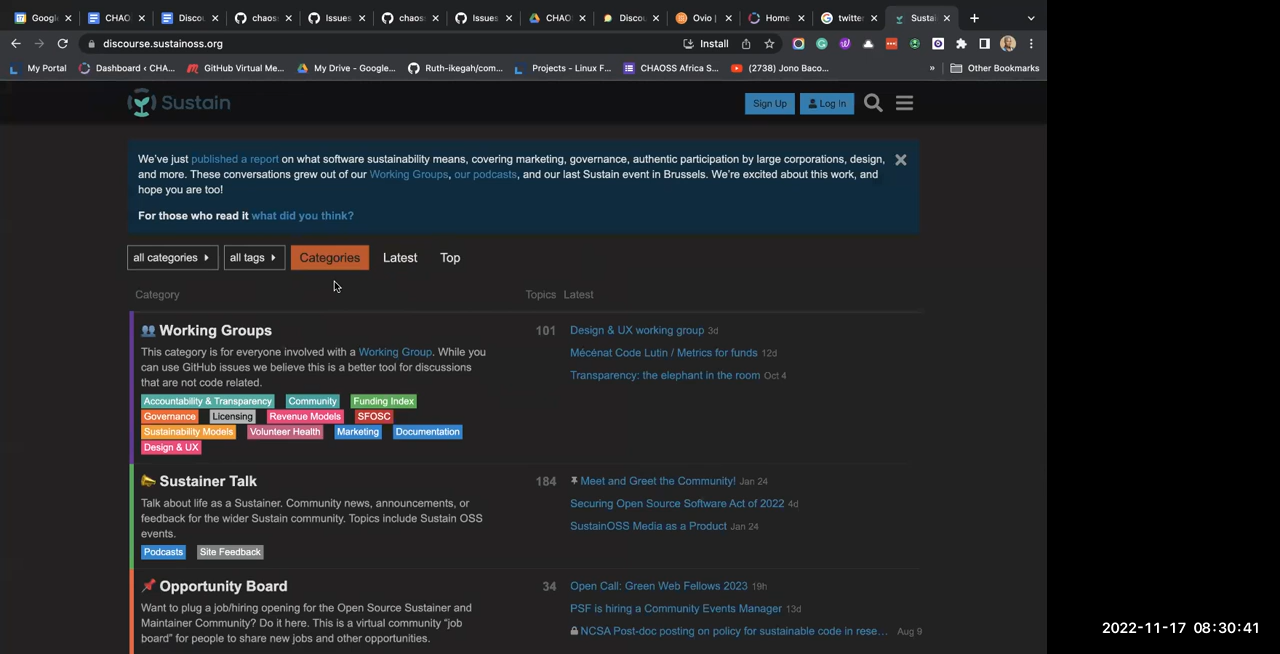 Google
CHAO
CHAO
Discou
chaoss
Issues
chaoss
Issues
CHAO
Discou
Ovio |
Home
twitter
Sustai
discourse.sustainoss.org
Install
My Portal
Dashboard < CHA...
GitHub Virtual Me...
My Drive - Google...
Ruth-ikegah/com...
Projects - Linux F...
CHAOSS Africa S...
(2738) Jono Baco...
»
Other Bookmarks
Sustain
Sign Up
Log In
We've just published a report on what software sustainability means, covering marketing, governance, authentic participation by large corporations, design,
and more. These conversations grew out of our Working Groups, our podcasts, and our last Sustain event in Brussels. We're excited about this work, and
hope you are too!
For those who read it what did you think?
all categories
all tags
Categories
Latest
Top
Category
Topics
Latest
Working Groups
101
This category is for everyone involved with a Working Group. While you
can use GitHub issues we believe this is a better tool for discussions
that are not code related.
Accountability & Transparency Community Funding Index
Governance Licensing Revenue Models SFOSC
Sustainability Models Volunteer Health Marketing Documentation
Design & UX
Design & UX working group 3d
Mécénat Code Lutin / Metrics for funds 12d
Transparency: the elephant in the room Oct 4
Sustainer Talk
184
Talk about life as a Sustainer. Community news, announcements, or
feedback for the wider Sustain community. Topics include Sustain OSS
events.
Podcasts Site Feedback
Meet and Greet the Community! Jan 24
Securing Open Source Software Act of 2022 4d
SustainOSS Media as a Product Jan 24
Opportunity Board
34
Want to plug a job/hiring opening for the Open Source Sustainer and
Maintainer Community? Do it here. This is a virtual community "job
board" for people to share new jobs and other opportunities.
Open Call: Green Web Fellows 2023 19h
PSF is hiring a Community Events Manager 13d
NCSA Post-doc posting on policy for sustainable code in rese... Aug 9
2022-11-17 08:30:41